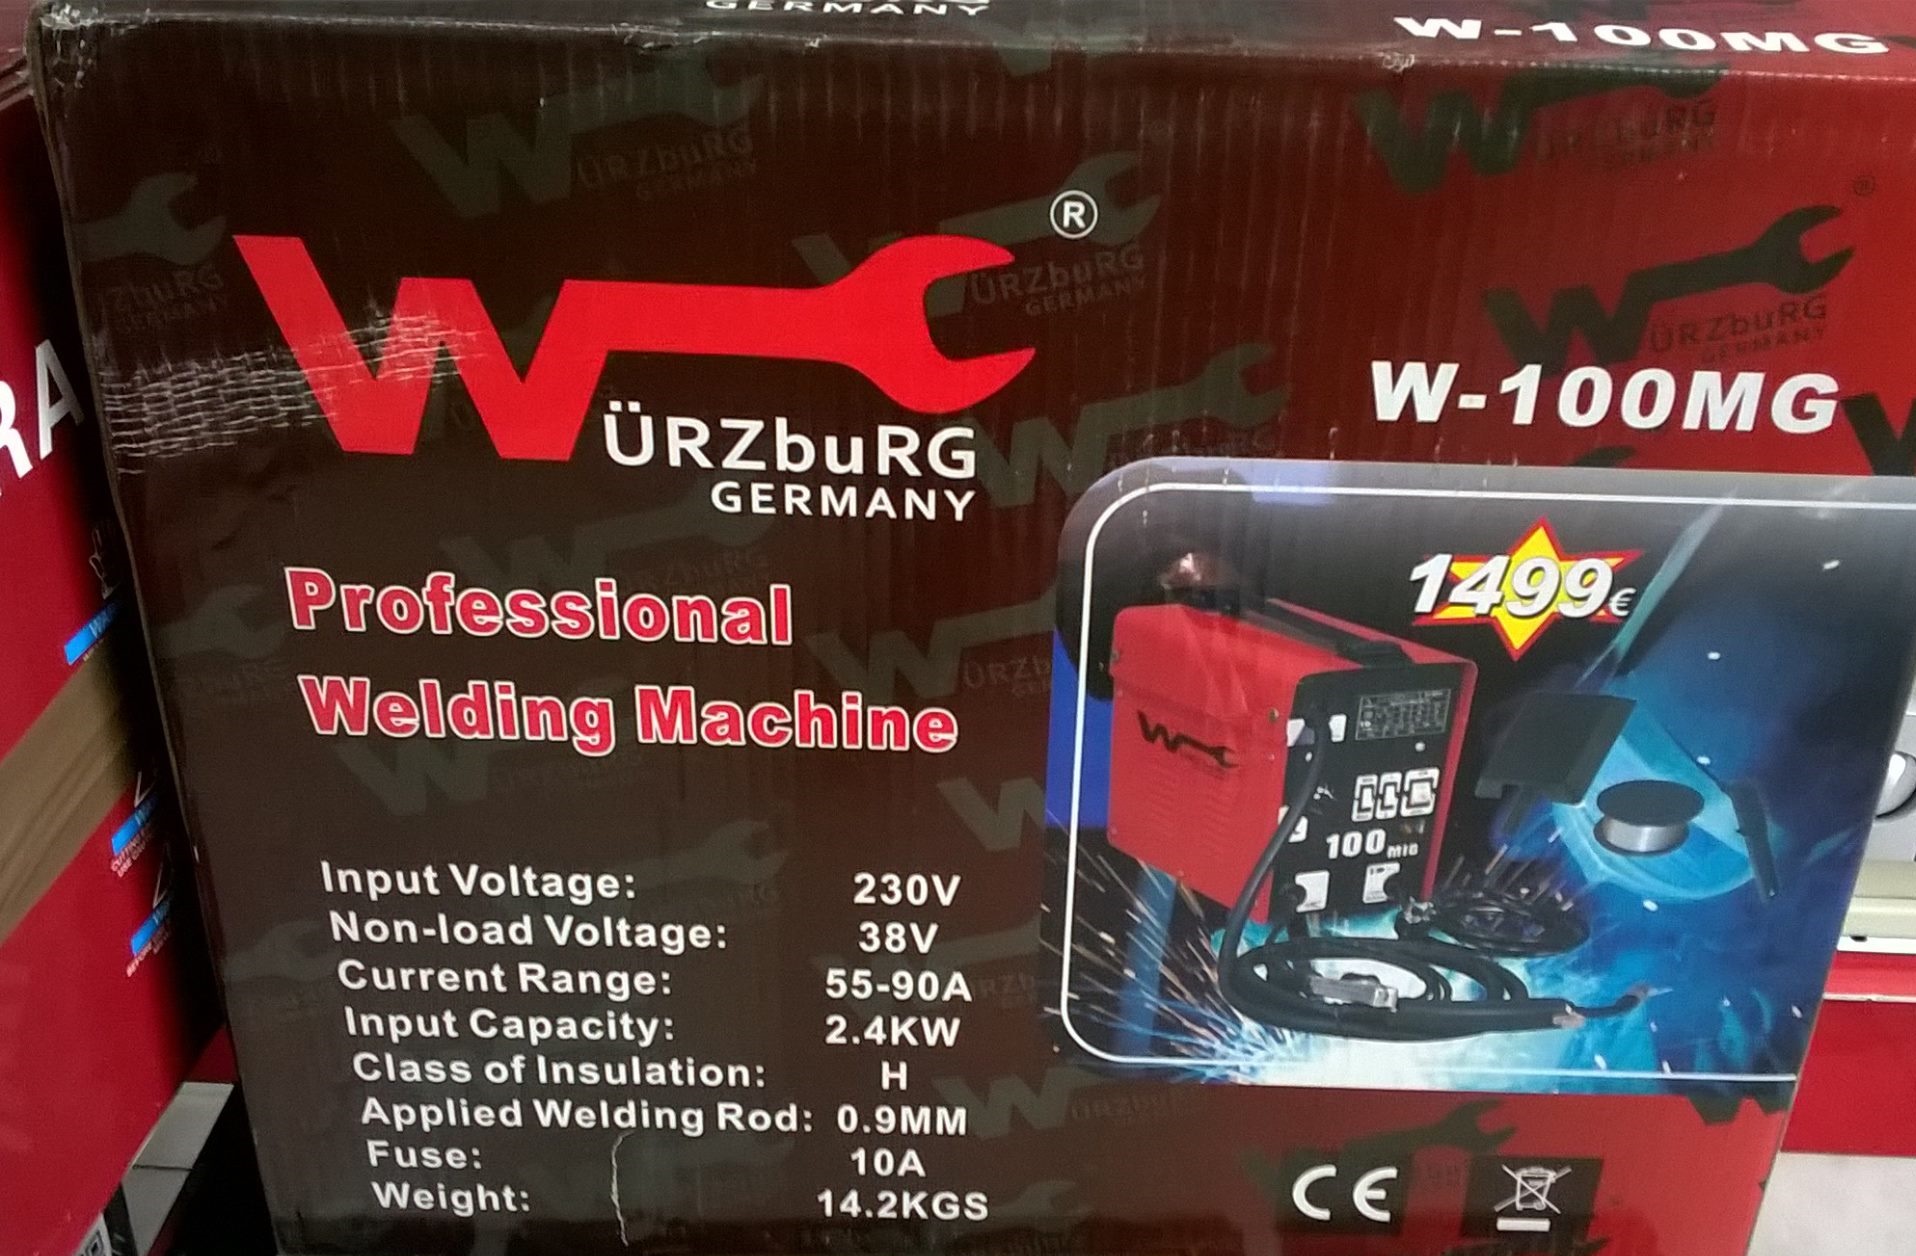 GERMANY
W-100MG
®
WÜRZbuRG
GERMANY
W-100MG
Professional
Welding Machine
1499€
100 MIG
Input Voltage: 230V
Non-load Voltage: 38V
Current Range: 55-90A
Input Capacity: 2.4KW
Class of Insulation: H
Applied Welding Rod: 0.9MM
Fuse: 10A
Weight: 14.2KGS
CE
RA